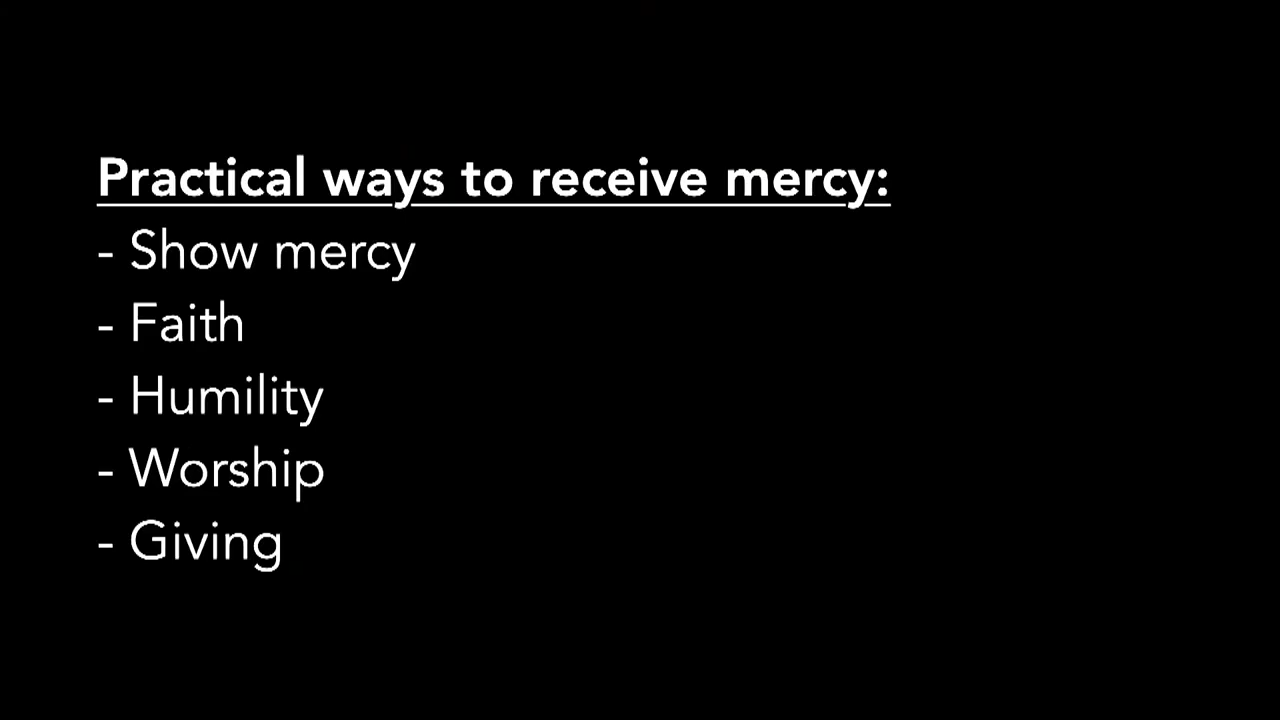 Practical ways to receive mercy:
- Show mercy
- Faith
- Humility
- Worship
- Giving